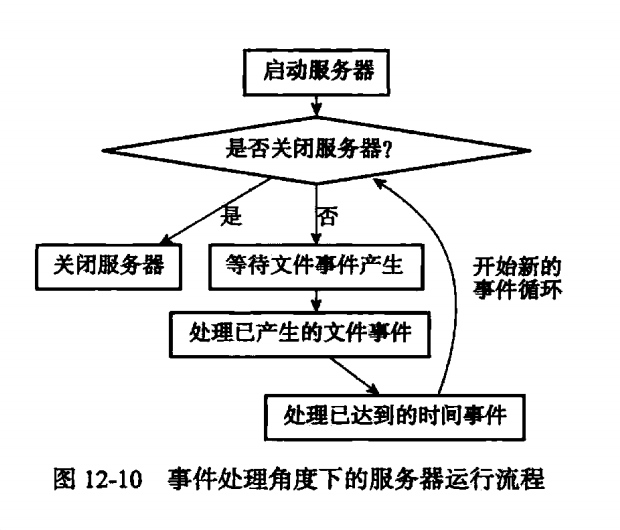 启动服务器
是否关闭服务器?
是
否
关闭服务器
等待文件事件产生
开始新的
事件循环
处理已产生的文件事件
处理已达到的时间事件
图 12-10 事件处理角度下的服务器运行流程